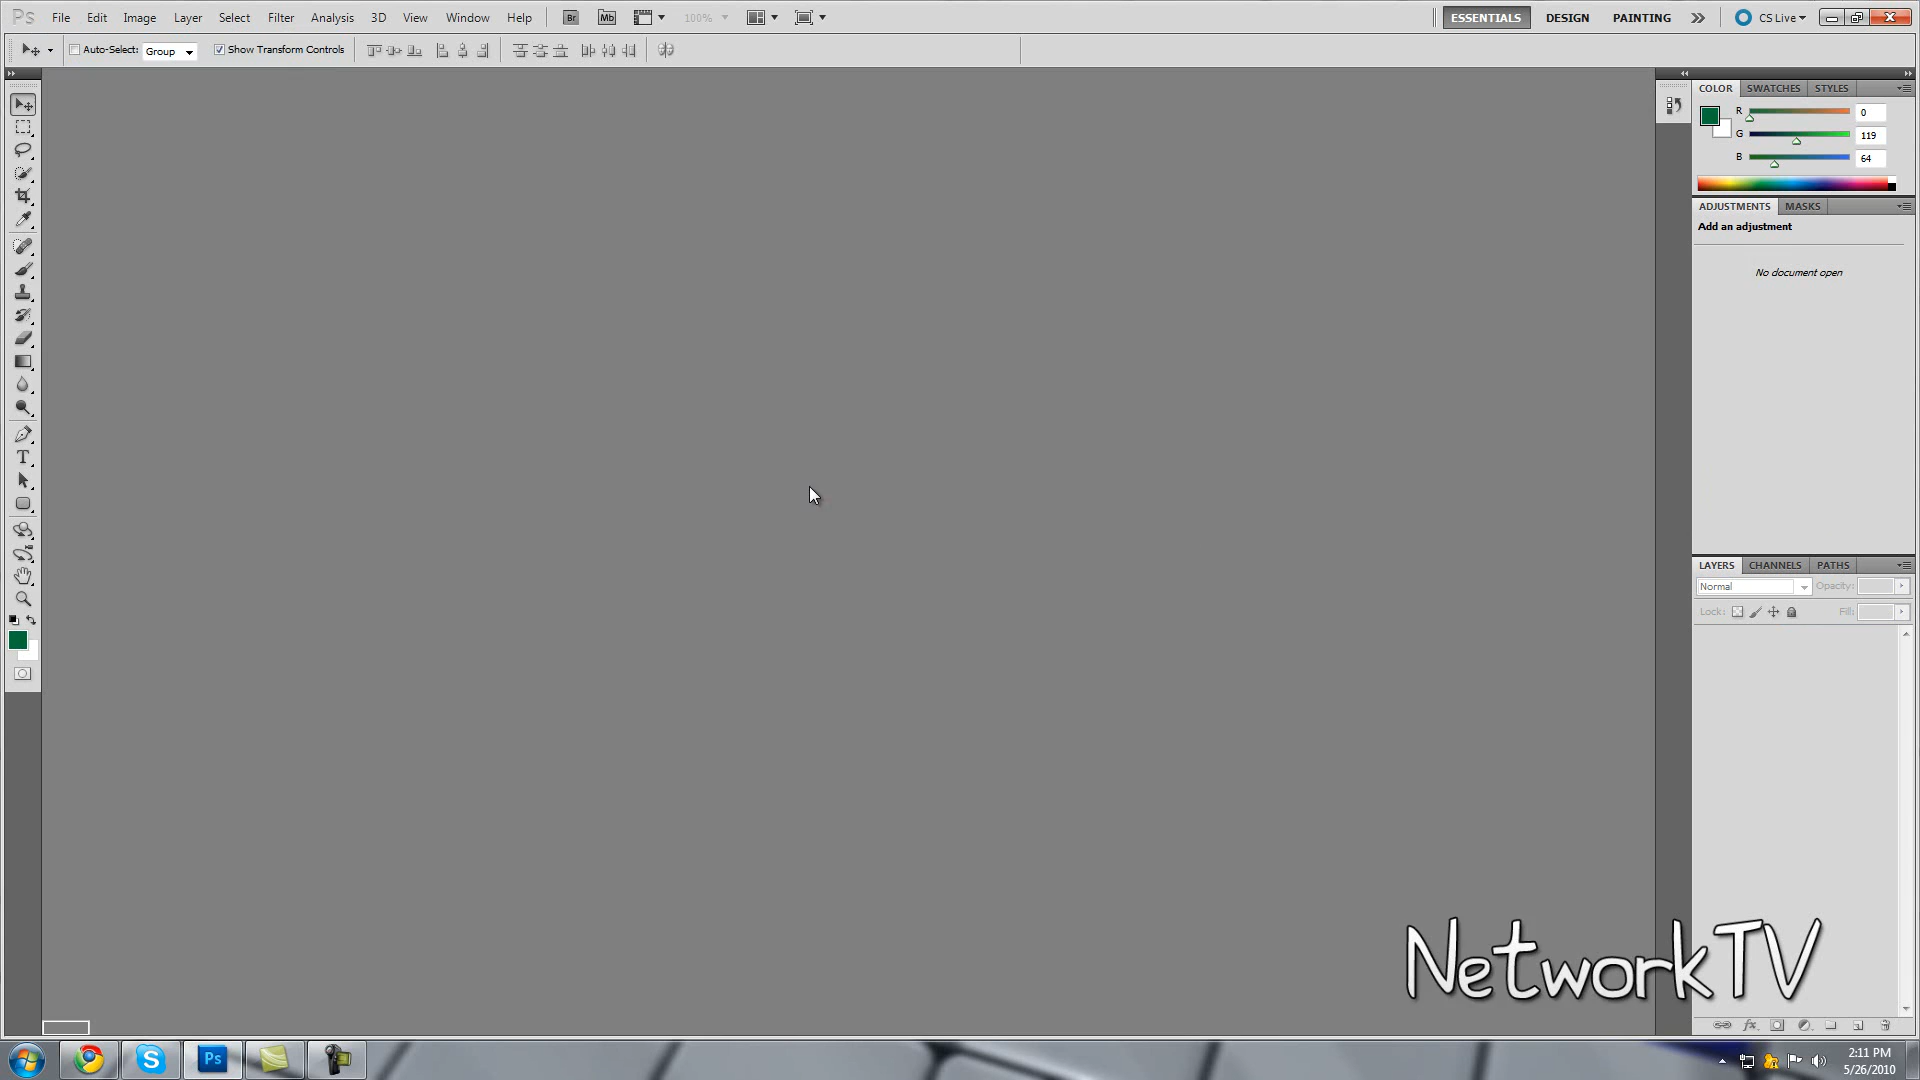 Ps File Edit Image Layer Select Filter Analysis 3D View Window Help Br Mb 100% ESSENTIALS DESIGN PAINTING CS Live
Auto-Select: Group Show Transform Controls
COLOR SWATCHES STYLES
R 0
G 119
B 64
ADJUSTMENTS MASKS
Add an adjustment
No document open
LAYERS CHANNELS PATHS
Normal Opacity:
Lock: Fill:
NetworkTV
Ps
2:11 PM
5/26/2010